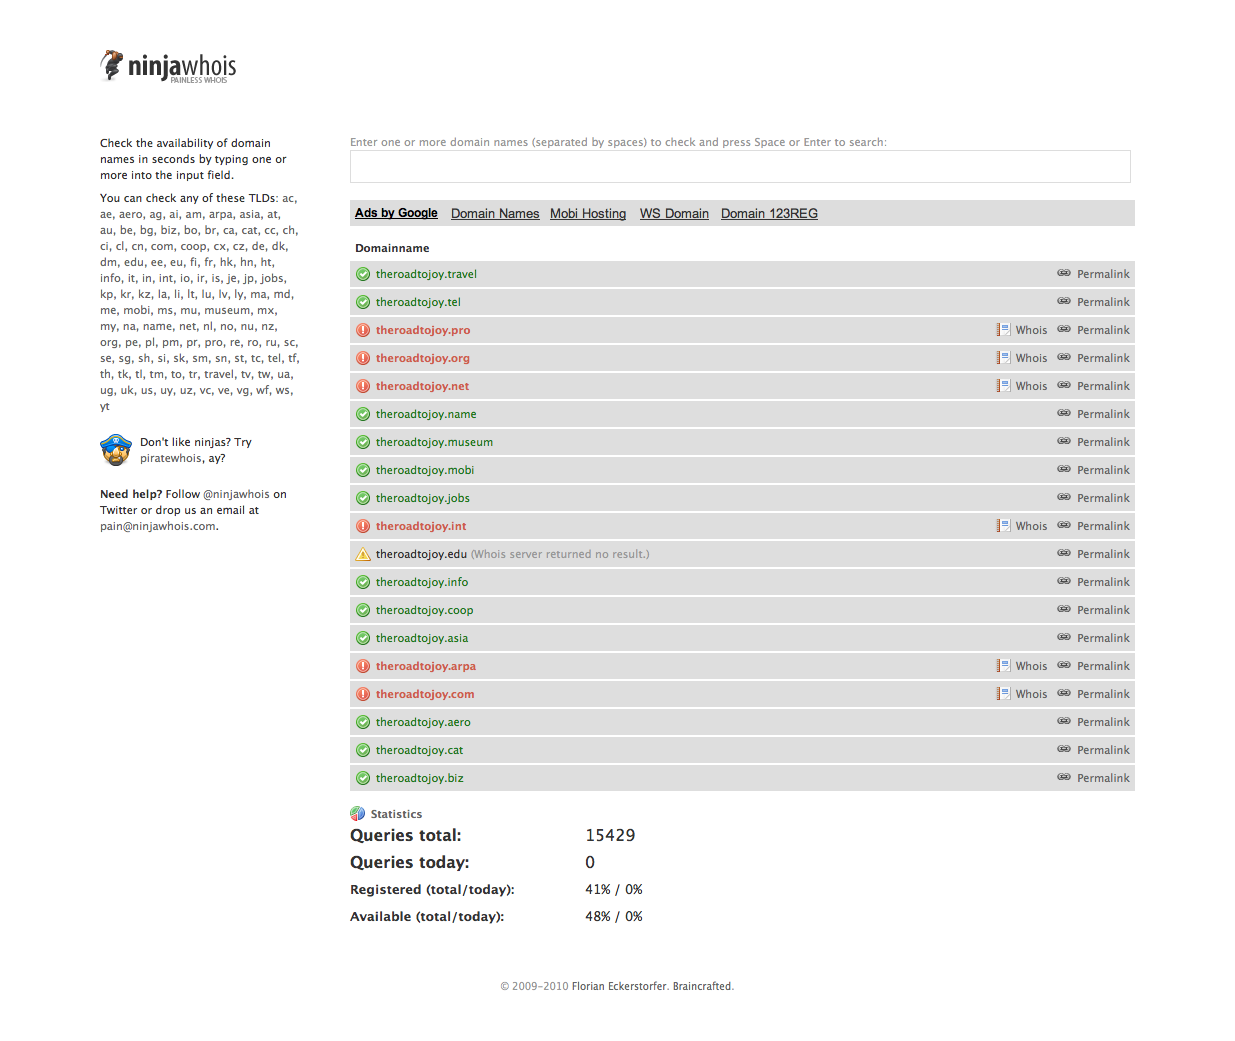 ninjawhois
PAINLESS WHOIS
Check the availability of domain
names in seconds by typing one or
more into the input field.
You can check any of these TLDs: ac,
ae, aero, ag, ai, am, arpa, asia, at,
au, be, bg, biz, bo, br, ca, cat, cc, ch,
ci, cl, cn, com, coop, cx, cz, de, dk,
dm, edu, ee, eu, fi, fr, hk, hn, ht,
info, it, in, int, io, ir, is, je, jp, jobs,
kp, kr, kz, la, li, lt, lu, lv, ly, ma, md,
me, mobi, ms, mu, museum, mx,
my, na, name, net, nl, no, nu, nz,
org, pe, pl, pm, pr, pro, re, ro, ru, sc,
se, sg, sh, si, sk, sm, sn, st, tc, tel, tf,
th, tk, tl, tm, to, tr, travel, tv, tw, ua,
ug, uk, us, uy, uz, vc, ve, vg, wf, ws,
yt
Don't like ninjas? Try
piratewhois, ay?
Need help? Follow @ninjawhois on
Twitter or drop us an email at
pain@ninjawhois.com.
Enter one or more domain names (separated by spaces) to check and press Space or Enter to search:
Ads by Google Domain Names Mobi Hosting WS Domain Domain 123REG
Domainname
theroadtojoy.travel Permalink
theroadtojoy.tel Permalink
theroadtojoy.pro Whois Permalink
theroadtojoy.org Whois Permalink
theroadtojoy.net Whois Permalink
theroadtojoy.name Permalink
theroadtojoy.museum Permalink
theroadtojoy.mobi Permalink
theroadtojoy.jobs Permalink
theroadtojoy.int Whois Permalink
theroadtojoy.edu (Whois server returned no result.) Permalink
theroadtojoy.info Permalink
theroadtojoy.coop Permalink
theroadtojoy.asia Permalink
theroadtojoy.arpa Whois Permalink
theroadtojoy.com Whois Permalink
theroadtojoy.aero Permalink
theroadtojoy.cat Permalink
theroadtojoy.biz Permalink
Statistics
Queries total: 15429
Queries today: 0
Registered (total/today): 41% / 0%
Available (total/today): 48% / 0%
© 2009-2010 Florian Eckerstorfer. Braincrafted.